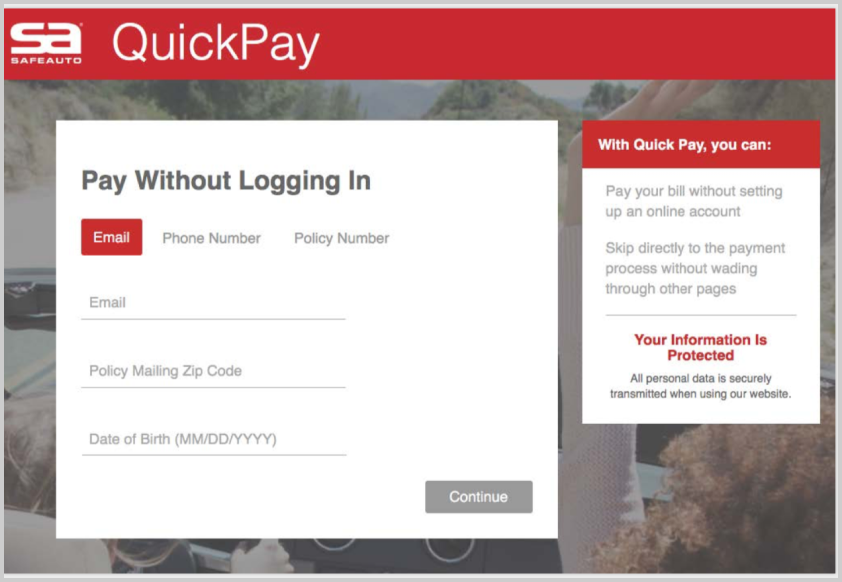 sa
SAFEAUTO
QuickPay
Pay Without Logging In
Email
Phone Number
Policy Number
Email
Policy Mailing Zip Code
Date of Birth (MM/DD/YYYY)
Continue
With Quick Pay, you can:
Pay your bill without setting
up an online account
Skip directly to the payment
process without wading
through other pages
Your Information Is
Protected
All personal data is securely
transmitted when using our website.